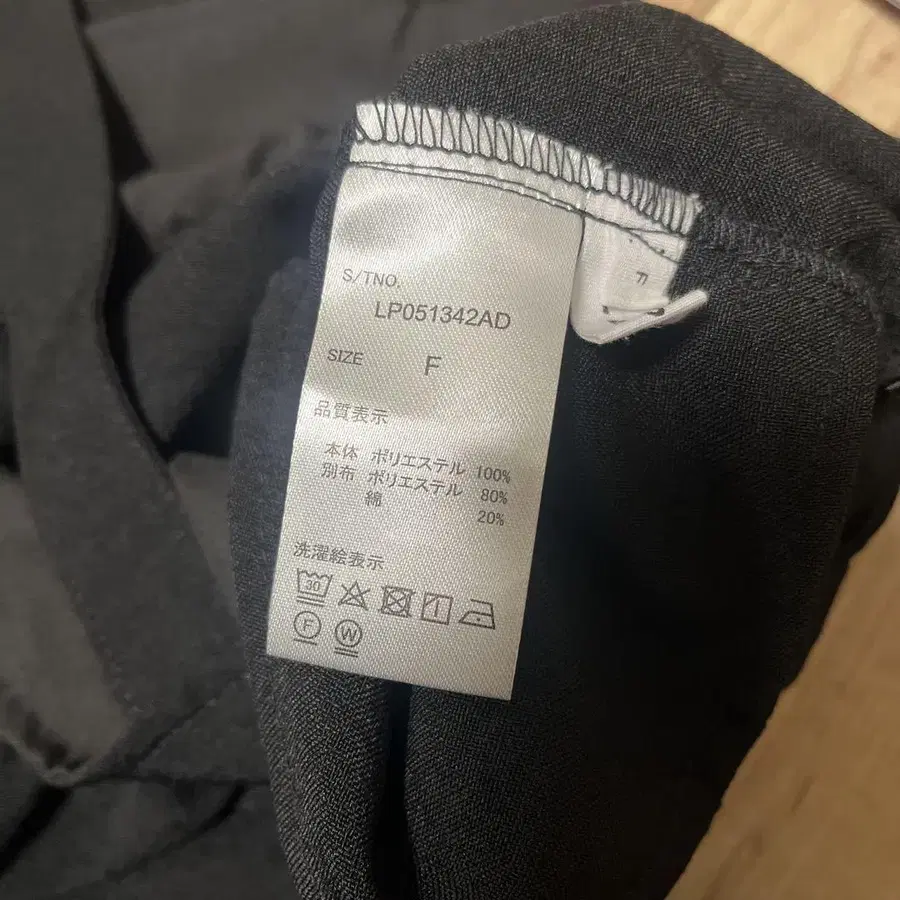 S/TNO.
LP051342AD
SIZE F
品質表示
本体 ポリエステル 100%
別布 ポリエステル 80%
綿 20%
洗濯絵表示
30
F W
F